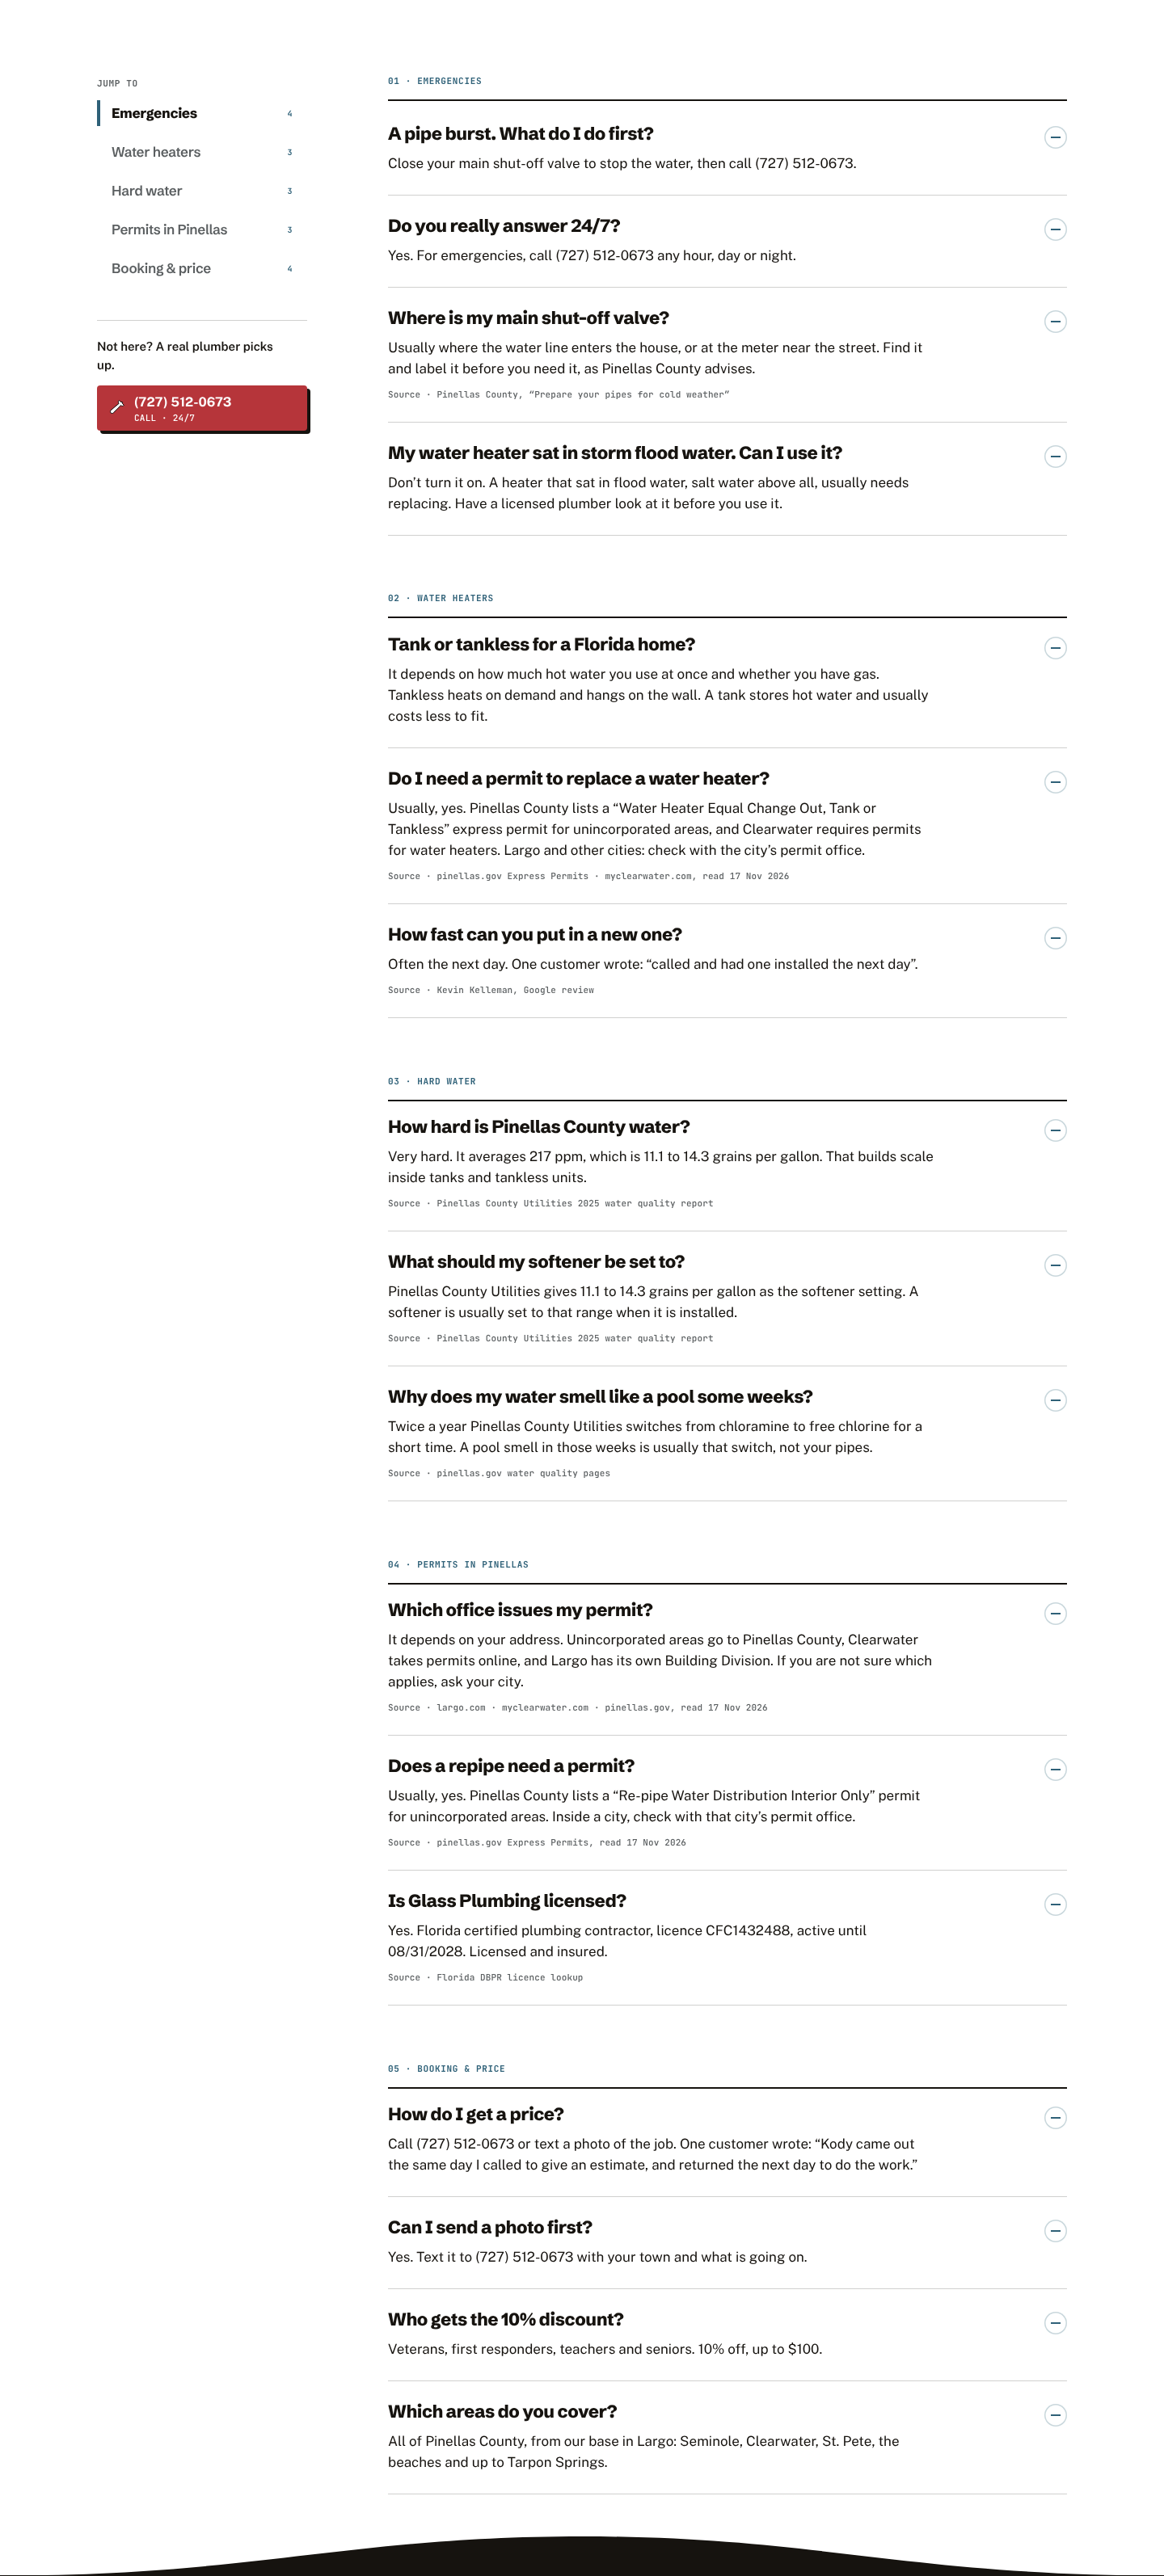 JUMP TO
Emergencies 4
Water heaters 3
Hard water 3
Permits in Pinellas 3
Booking & price 4
Not here? A real plumber picks
up.
(727) 512-0673
CALL · 24/7
01 · EMERGENCIES
A pipe burst. What do I do first?
Close your main shut-off valve to stop the water, then call (727) 512-0673.
Do you really answer 24/7?
Yes. For emergencies, call (727) 512-0673 any hour, day or night.
Where is my main shut-off valve?
Usually where the water line enters the house, or at the meter near the street. Find it
and label it before you need it, as Pinellas County advises.
Source · Pinellas County, “Prepare your pipes for cold weather”
My water heater sat in storm flood water. Can I use it?
Don’t turn it on. A heater that sat in flood water, salt water above all, usually needs
replacing. Have a licensed plumber look at it before you use it.
02 · WATER HEATERS
Tank or tankless for a Florida home?
It depends on how much hot water you use at once and whether you have gas.
Tankless heats on demand and hangs on the wall. A tank stores hot water and usually
costs less to fit.
Do I need a permit to replace a water heater?
Usually, yes. Pinellas County lists a “Water Heater Equal Change Out, Tank or
Tankless” express permit for unincorporated areas, and Clearwater requires permits
for water heaters. Largo and other cities: check with the city’s permit office.
Source · pinellas.gov Express Permits · myclearwater.com, read 17 Nov 2026
How fast can you put in a new one?
Often the next day. One customer wrote: “called and had one installed the next day”.
Source · Kevin Kelleman, Google review
03 · HARD WATER
How hard is Pinellas County water?
Very hard. It averages 217 ppm, which is 11.1 to 14.3 grains per gallon. That builds scale
inside tanks and tankless units.
Source · Pinellas County Utilities 2025 water quality report
What should my softener be set to?
Pinellas County Utilities gives 11.1 to 14.3 grains per gallon as the softener setting. A
softener is usually set to that range when it is installed.
Source · Pinellas County Utilities 2025 water quality report
Why does my water smell like a pool some weeks?
Twice a year Pinellas County Utilities switches from chloramine to free chlorine for a
short time. A pool smell in those weeks is usually that switch, not your pipes.
Source · pinellas.gov water quality pages
04 · PERMITS IN PINELLAS
Which office issues my permit?
It depends on your address. Unincorporated areas go to Pinellas County, Clearwater
takes permits online, and Largo has its own Building Division. If you are not sure which
applies, ask your city.
Source · largo.com · myclearwater.com · pinellas.gov, read 17 Nov 2026
Does a repipe need a permit?
Usually, yes. Pinellas County lists a “Re-pipe Water Distribution Interior Only” permit
for unincorporated areas. Inside a city, check with that city’s permit office.
Source · pinellas.gov Express Permits, read 17 Nov 2026
Is Glass Plumbing licensed?
Yes. Florida certified plumbing contractor, licence CFC1432488, active until
08/31/2028. Licensed and insured.
Source · Florida DBPR licence lookup
05 · BOOKING & PRICE
How do I get a price?
Call (727) 512-0673 or text a photo of the job. One customer wrote: “Kody came out
the same day I called to give an estimate, and returned the next day to do the work.”
Can I send a photo first?
Yes. Text it to (727) 512-0673 with your town and what is going on.
Who gets the 10% discount?
Veterans, first responders, teachers and seniors. 10% off, up to $100.
Which areas do you cover?
All of Pinellas County, from our base in Largo: Seminole, Clearwater, St. Pete, the
beaches and up to Tarpon Springs.